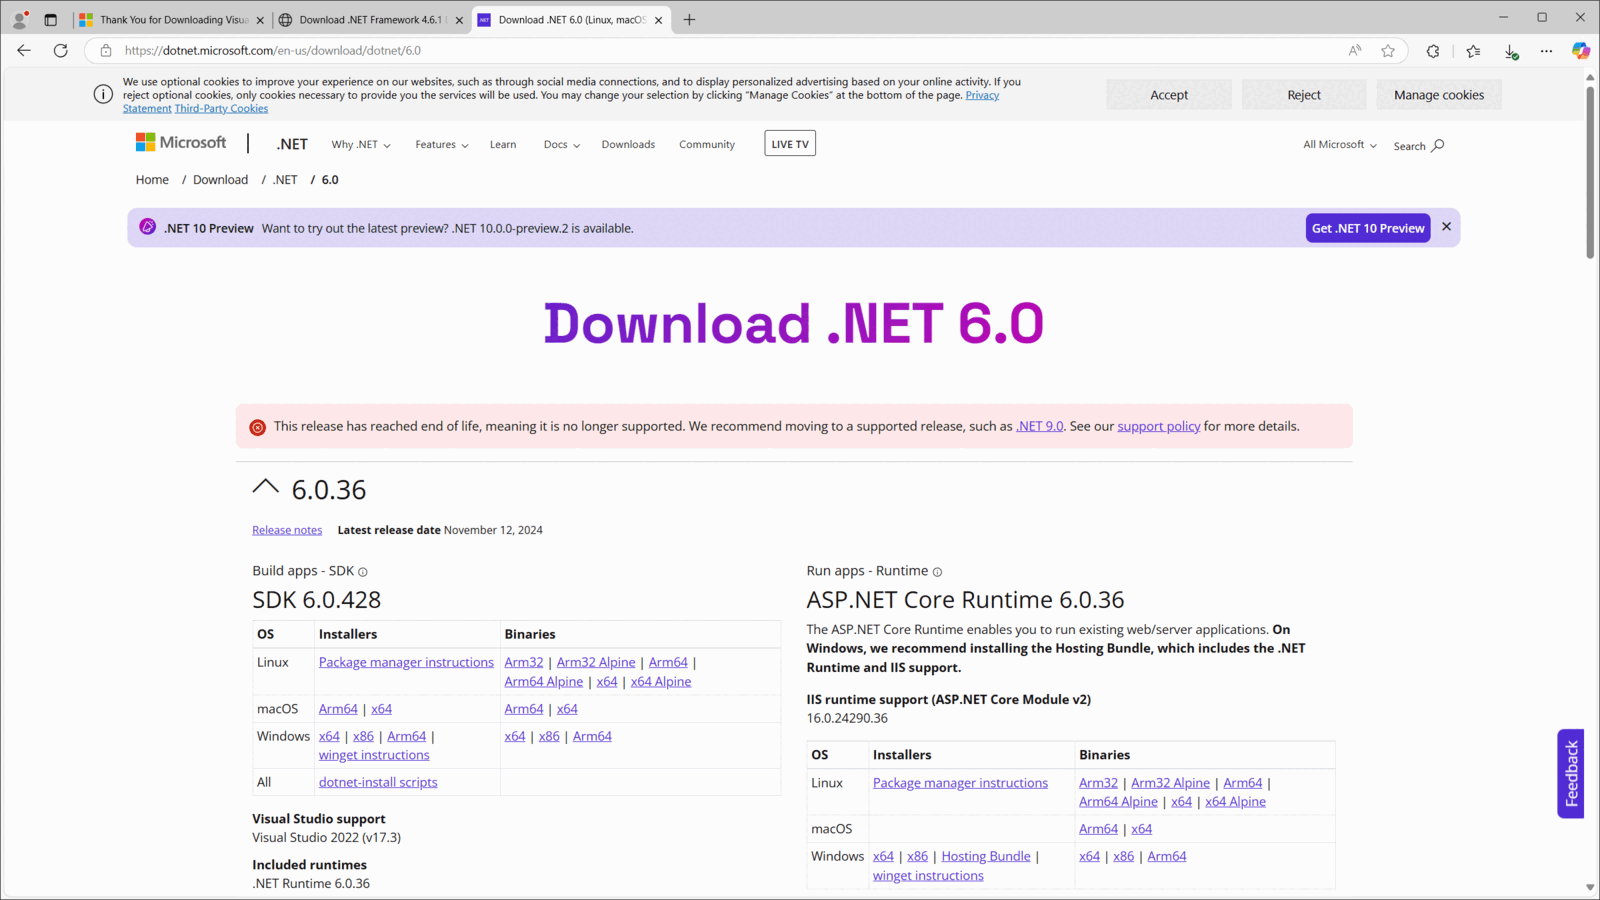 Thank You for Downloading Visua
Download .NET Framework 4.6.1
Download .NET 6.0 (Linux, macOS
https://dotnet.microsoft.com/en-us/download/dotnet/6.0
We use optional cookies to improve your experience on our websites, such as through social media connections, and to display personalized advertising based on your online activity. If you
reject optional cookies, only cookies necessary to provide you the services will be used. You may change your selection by clicking “Manage Cookies” at the bottom of the page. Privacy
Statement Third-Party Cookies
Accept
Reject
Manage cookies
Microsoft
.NET
Why .NET
Features
Learn
Docs
Downloads
Community
LIVE TV
All Microsoft
Search
Home / Download / .NET / 6.0
.NET 10 Preview Want to try out the latest preview? .NET 10.0.0-preview.2 is available.
Get .NET 10 Preview
Download .NET 6.0
This release has reached end of life, meaning it is no longer supported. We recommend moving to a supported release, such as .NET 9.0. See our support policy for more details.
6.0.36
Release notes Latest release date November 12, 2024
Build apps - SDK
SDK 6.0.428
OS Installers Binaries
Linux Package manager instructions Arm32 | Arm32 Alpine | Arm64 |
Arm64 Alpine | x64 | x64 Alpine
macOS Arm64 | x64 Arm64 | x64
Windows x64 | x86 | Arm64 | x64 | x86 | Arm64
winget instructions
All dotnet-install scripts
Visual Studio support
Visual Studio 2022 (v17.3)
Included runtimes
.NET Runtime 6.0.36
Run apps - Runtime
ASP.NET Core Runtime 6.0.36
The ASP.NET Core Runtime enables you to run existing web/server applications. On
Windows, we recommend installing the Hosting Bundle, which includes the .NET
Runtime and IIS support.
IIS runtime support (ASP.NET Core Module v2)
16.0.24290.36
OS Installers Binaries
Linux Package manager instructions Arm32 | Arm32 Alpine | Arm64 |
Arm64 Alpine | x64 | x64 Alpine
macOS Arm64 | x64
Windows x64 | x86 | Hosting Bundle | x64 | x86 | Arm64
winget instructions
Feedback